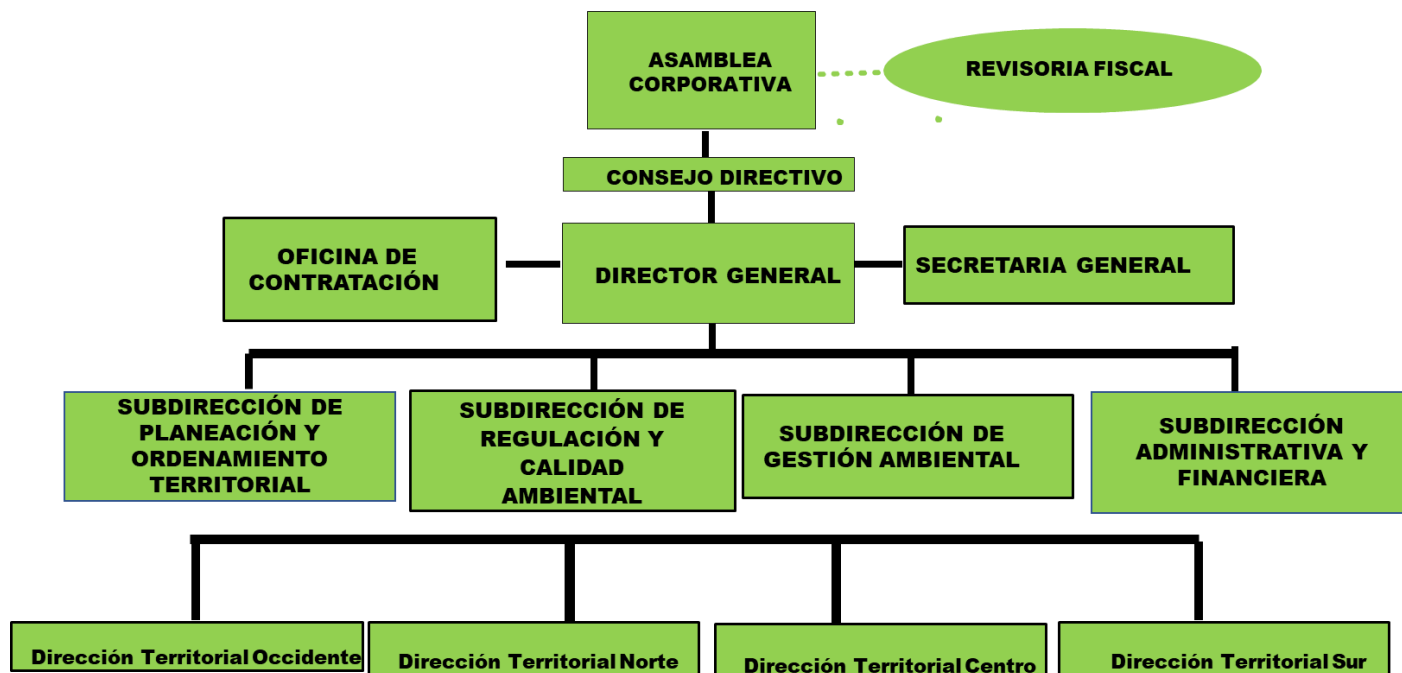 ASAMBLEA
CORPORATIVA
REVISORIA FISCAL
CONSEJO DIRECTIVO
OFICINA DE
CONTRATACIÓN
DIRECTOR GENERAL
SECRETARIA GENERAL
SUBDIRECCIÓN DE
PLANEACIÓN Y
ORDENAMIENTO
TERRITORIAL
SUBDIRECCIÓN DE
REGULACIÓN Y
CALIDAD
AMBIENTAL
SUBDIRECCIÓN DE
GESTIÓN AMBIENTAL
SUBDIRECCIÓN
ADMINISTRATIVA Y
FINANCIERA
Dirección Territorial Occidente
Dirección Territorial Norte
Dirección Territorial Centro
Dirección Territorial Sur